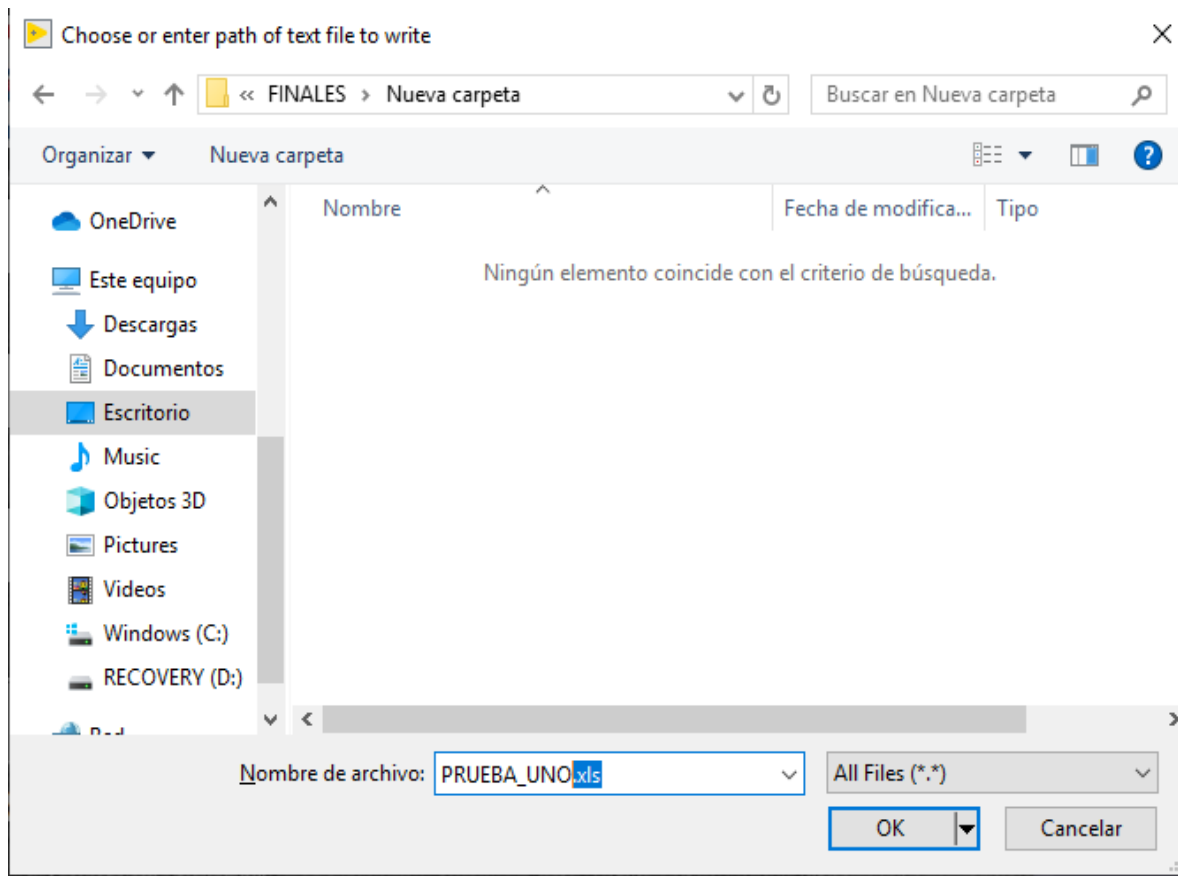 Choose or enter path of text file to write
« FINALES > Nueva carpeta
Buscar en Nueva carpeta
Organizar
Nueva carpeta
Nombre
Fecha de modifica...
Tipo
Ningún elemento coincide con el criterio de búsqueda.
OneDrive
Este equipo
Descargas
Documentos
Escritorio
Music
Objetos 3D
Pictures
Videos
Windows (C:)
RECOVERY (D:)
Nombre de archivo: PRUEBA_UNO.xls
All Files (*.*)
OK
Cancelar